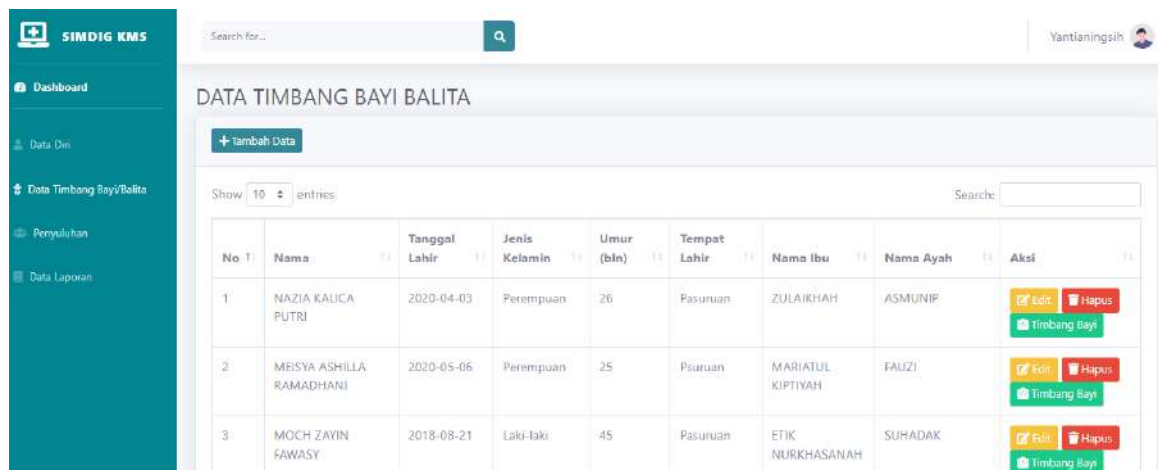 SIMDIG KMS
Search for...
Yantianingsih
Dashboard
Data Diri
Data Timbang Bayi/Balita
Penyuluhan
Data Laporan
DATA TIMBANG BAYI BALITA
+ Tambah Data
Show 10 entries
Search:
No Nama Tanggal Lahir Jenis Kelamin Umur (bln) Tempat Lahir Nama Ibu Nama Ayah Aksi
1 NAZIA KALICA PUTRI 2020-04-03 Perempuan 26 Pasuruan ZULAIKHAH ASMUNIP Edit Hapus
Timbang Bayi
2 MEISYA ASHILLA RAMADHANI 2020-05-06 Perempuan 25 Psuruan MARIATUL KIPTIYAH FAUZI Edit Hapus
Timbang Bayi
3 MOCH ZAYIN FAWASY 2018-08-21 Laki-laki 45 Pasuruan ETIK NURKHASANAH SUHADAK Edit Hapus
Timbang Bayi